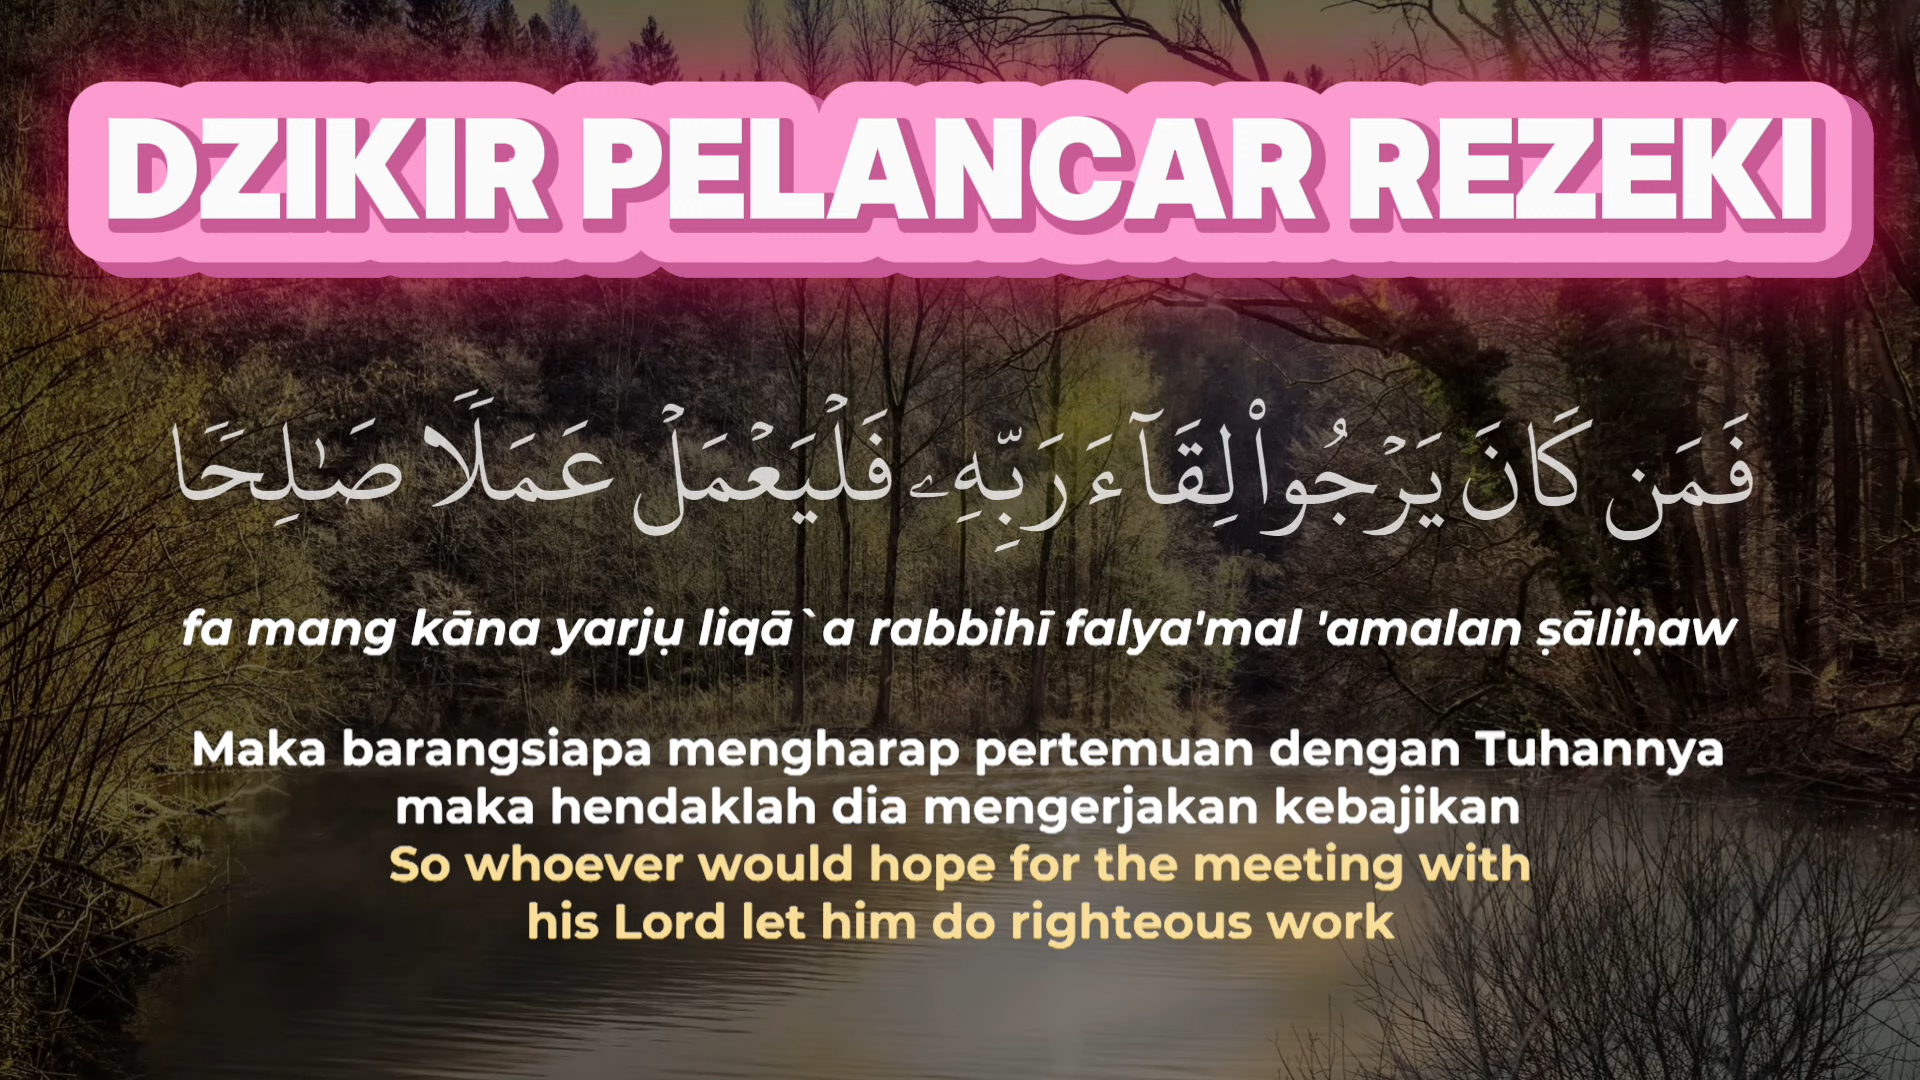 DZIKIR PELANCAR REZEKI
فَمَن كَانَ يَرْجُوا۟ لِقَآءَ رَبِّهِۦ فَلْيَعْمَلْ عَمَلًا صَـٰلِحًا
fa mang kāna yarjụ liqā`a rabbihī falya'mal 'amalan ṣāliḥaw
Maka barangsiapa mengharap pertemuan dengan Tuhannya
maka hendaklah dia mengerjakan kebajikan
So whoever would hope for the meeting with
his Lord let him do righteous work